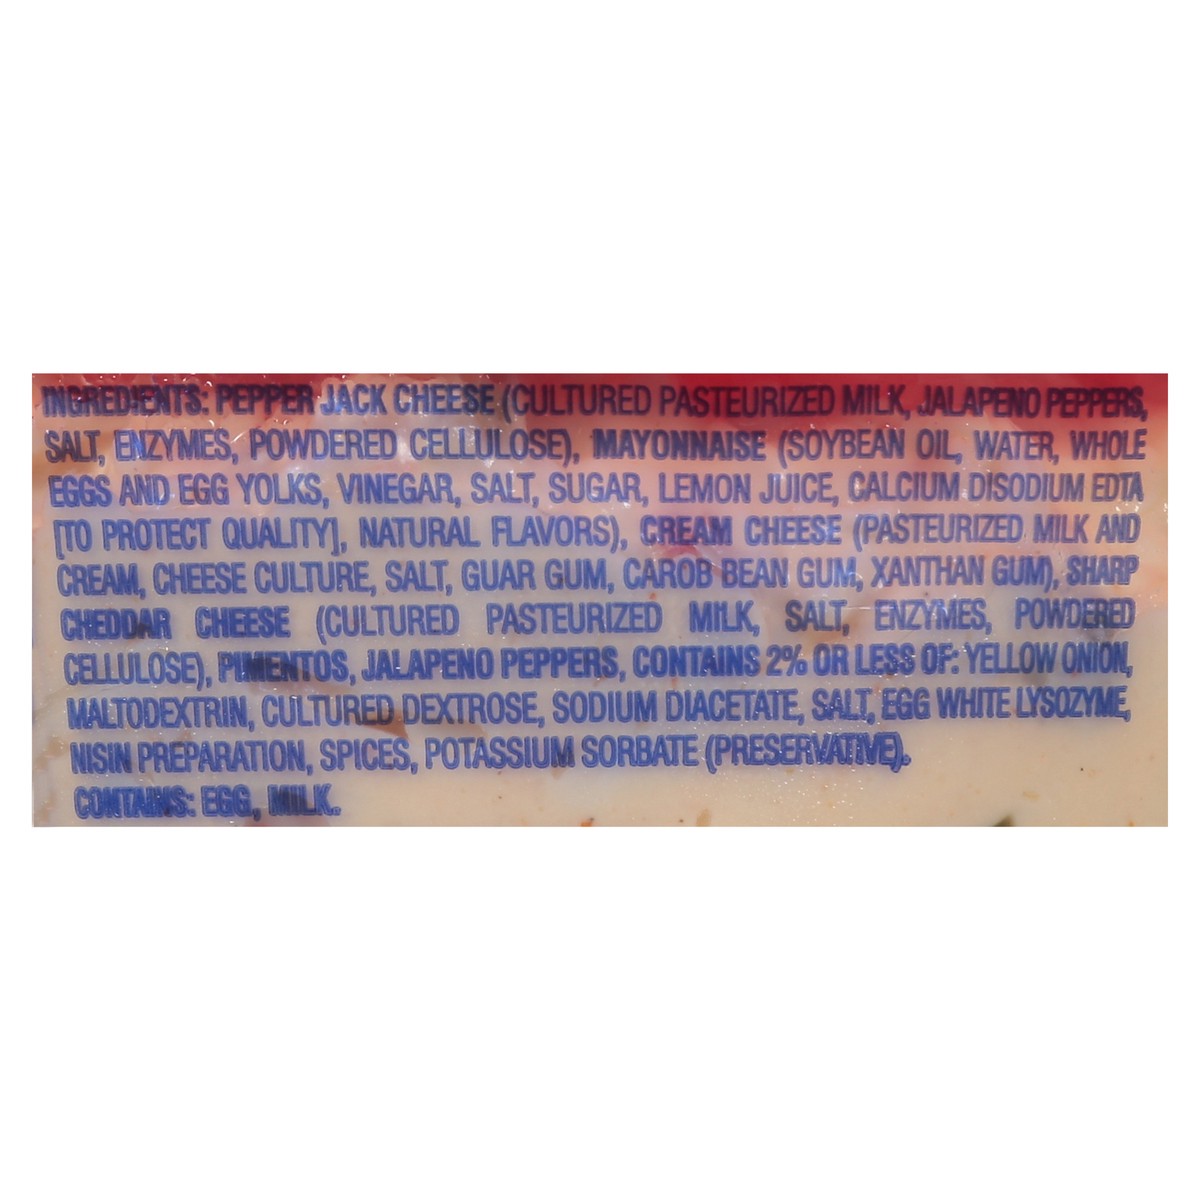 INGREDIENTS: PEPPER JACK CHEESE (CULTURED PASTEURIZED MILK, JALAPENO PEPPERS,
SALT, ENZYMES, POWDERED CELLULOSE), MAYONNAISE (SOYBEAN OIL, WATER, WHOLE
EGGS AND EGG YOLKS, VINEGAR, SALT, SUGAR, LEMON JUICE, CALCIUM DISODIUM EDTA
[TO PROTECT QUALITY], NATURAL FLAVORS), CREAM CHEESE (PASTEURIZED MILK AND
CREAM, CHEESE CULTURE, SALT, GUAR GUM, CAROB BEAN GUM, XANTHAN GUM), SHARP
CHEDDAR CHEESE (CULTURED PASTEURIZED MILK, SALT, ENZYMES, POWDERED
CELLULOSE), PIMENTOS, JALAPENO PEPPERS, CONTAINS 2% OR LESS OF: YELLOW ONION,
MALTODEXTRIN, CULTURED DEXTROSE, SODIUM DIACETATE, SALT, EGG WHITE LYSOZYME,
NISIN PREPARATION, SPICES, POTASSIUM SORBATE (PRESERVATIVE).
CONTAINS: EGG, MILK.